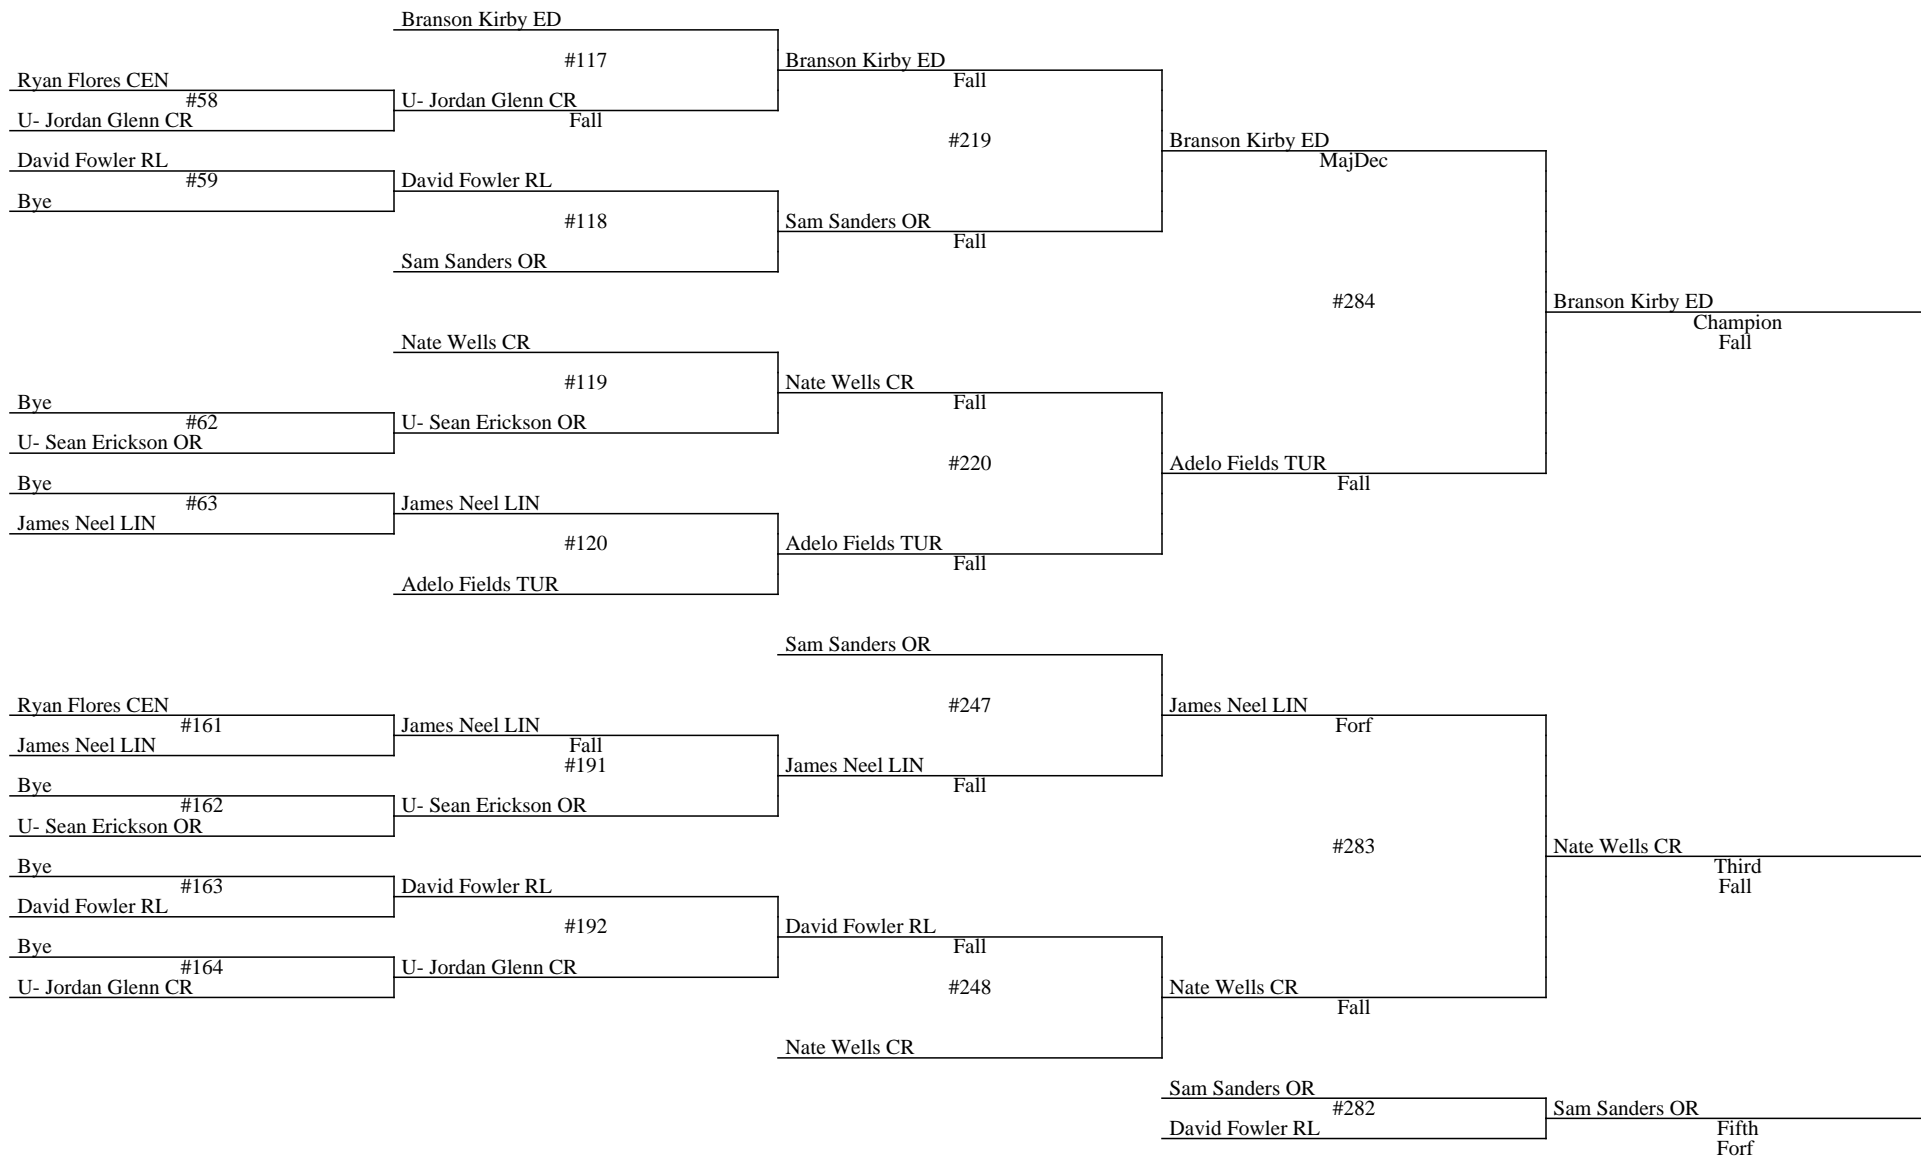 Branson Kirby ED
#117
Branson Kirby ED
Fall
Ryan Flores CEN
#58
U- Jordan Glenn CR
U- Jordan Glenn CR
Fall
#219
Branson Kirby ED
MajDec
David Fowler RL
#59
Bye
David Fowler RL
#118
Sam Sanders OR
Fall
Sam Sanders OR
#284
Branson Kirby ED
Champion
Fall
Nate Wells CR
#119
Nate Wells CR
Fall
Bye
#62
U- Sean Erickson OR
U- Sean Erickson OR
#220
Adelo Fields TUR
Fall
Bye
#63
James Neel LIN
James Neel LIN
#120
Adelo Fields TUR
Fall
Adelo Fields TUR
Sam Sanders OR
#247
James Neel LIN
Forf
Ryan Flores CEN
#161
James Neel LIN
James Neel LIN
Fall
#191
James Neel LIN
Fall
Bye
#162
U- Sean Erickson OR
U- Sean Erickson OR
#283
Nate Wells CR
Third
Fall
Bye
#163
David Fowler RL
David Fowler RL
#192
David Fowler RL
Fall
Bye
#164
U- Jordan Glenn CR
U- Jordan Glenn CR
#248
Nate Wells CR
Fall
Nate Wells CR
Sam Sanders OR
#282
David Fowler RL
Sam Sanders OR
Fifth
Forf